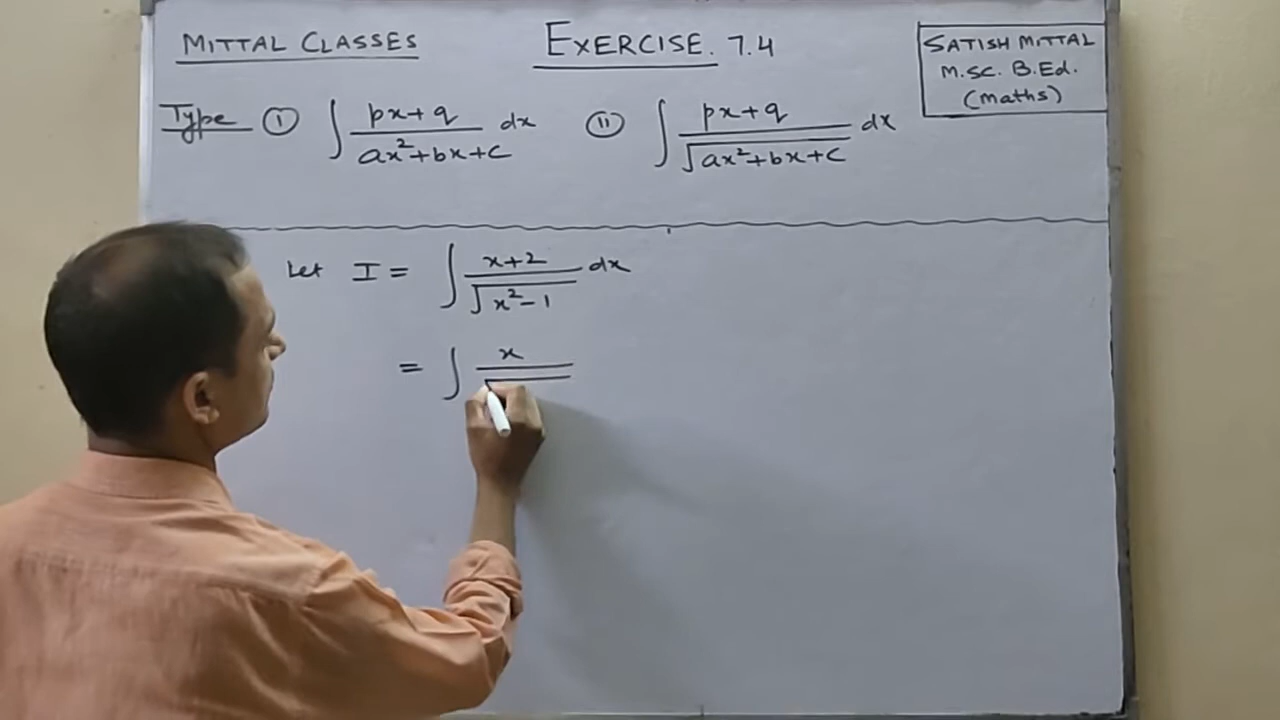 MITTAL CLASSES
EXERCISE. 7.4
SATISH MITTAL
M.Sc. B.Ed.
(Maths)
Type ① ∫ (px+q)/(ax²+bx+c) dx ⑪ ∫ (px+q)/√(ax²+bx+c) dx
Let I = ∫ (x+2)/√(x²-1) dx
= ∫ x/√